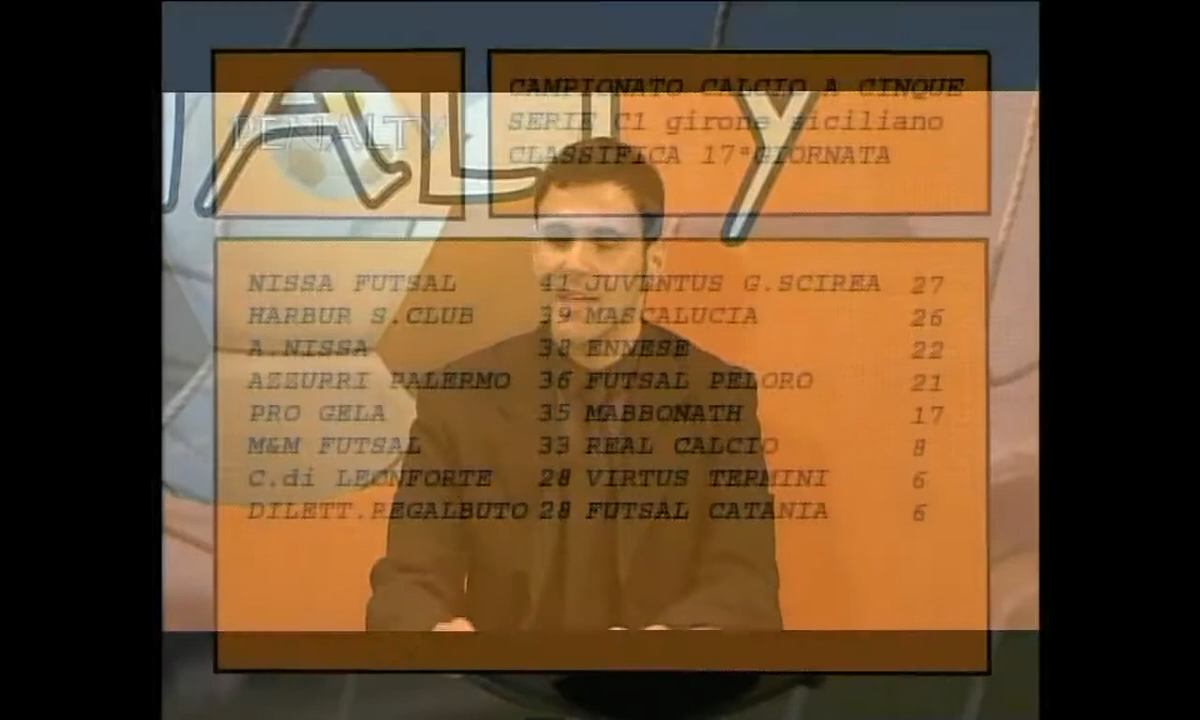 PENALTY
ALTY
CAMPIONATO CALCIO A CINQUE
SERIE C1 girone siciliano
CLASSIFICA 17°GIORNATA
NISSA FUTSAL 41 JUVENTUS G.SCIREA 27
HARBUR S.CLUB 39 MASCALUCIA 26
A.NISSA 38 ENNESE 22
AZZURRI PALERMO 36 FUTSAL PELORO 21
PRO GELA 35 MABBONATH 17
M&M FUTSAL 33 REAL CALCIO 8
C.di LEONFORTE 28 VIRTUS TERMINI 6
DILETT.REGALBUTO 28 FUTSAL CATANIA 6